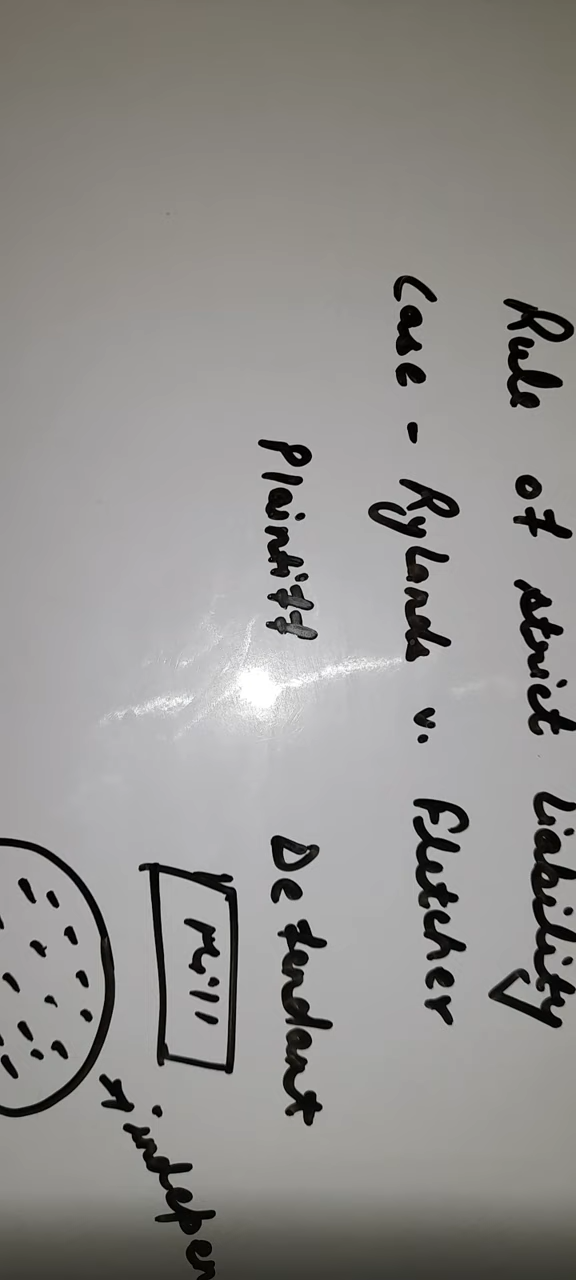 Rule of strict Liability
Case - Rylands v. Fletcher
Plaintiff Defendant
Mill
indepen